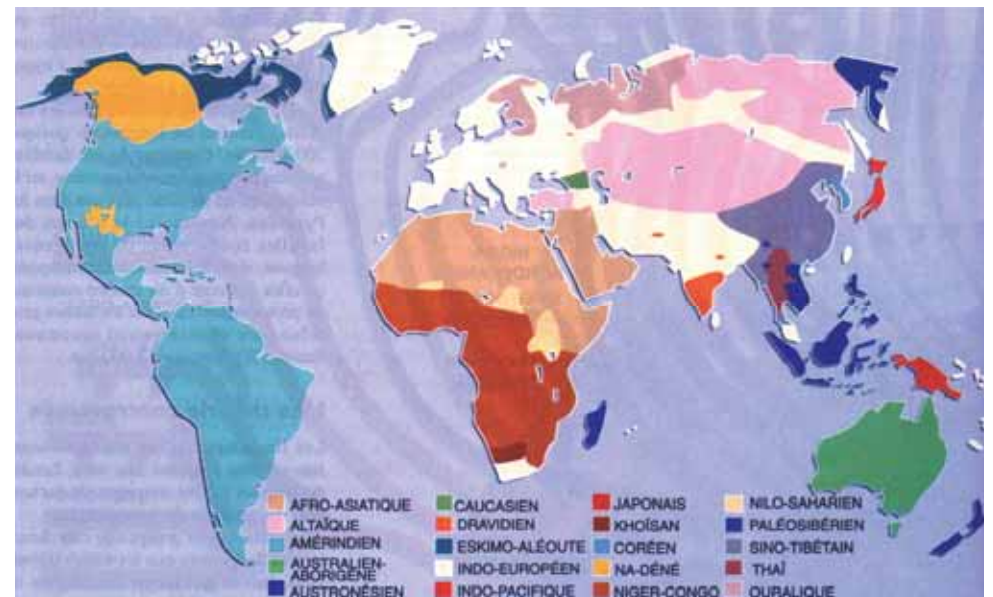 AFRO-ASIATIQUE
ALTAÏQUE
AMÉRINDIEN
AUSTRALIEN-
ABORIGÈNE
AUSTRONÉSIEN
CAUCASIEN
DRAVIDIEN
ESKIMO-ALÉOUTE
INDO-EUROPÉEN
INDO-PACIFIQUE
JAPONAIS
KHOÏSAN
CORÉEN
NA-DÉNÉ
NIGER-CONGO
NILO-SAHARIEN
PALÉOSIBÉRIEN
SINO-TIBÉTAIN
THAÏ
OURALIQUE